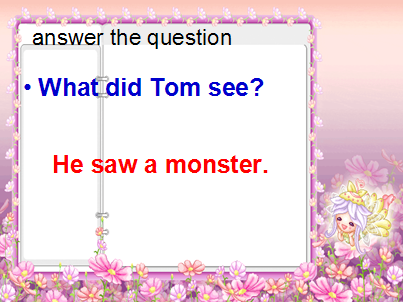 answer the question
• What did Tom see?
He saw a monster.